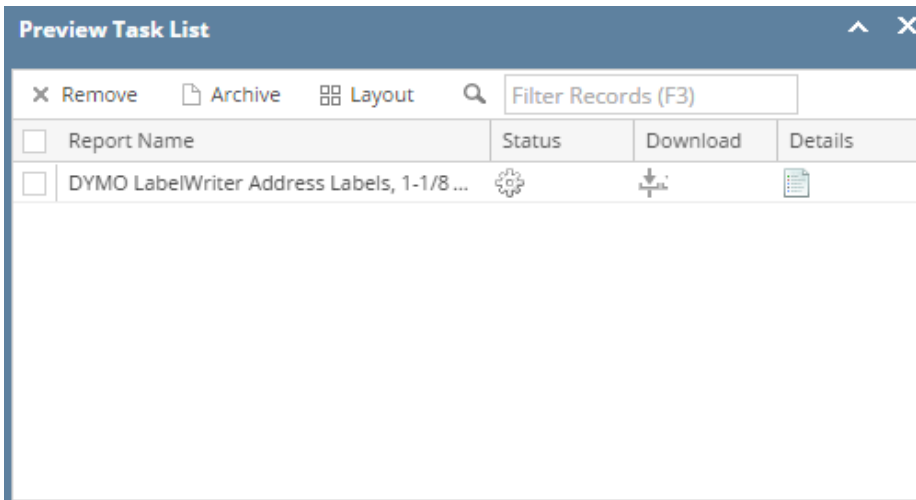 Preview Task List
Remove Archive Layout Filter Records (F3)
Report Name Status Download Details
DYMO LabelWriter Address Labels, 1-1/8 ...